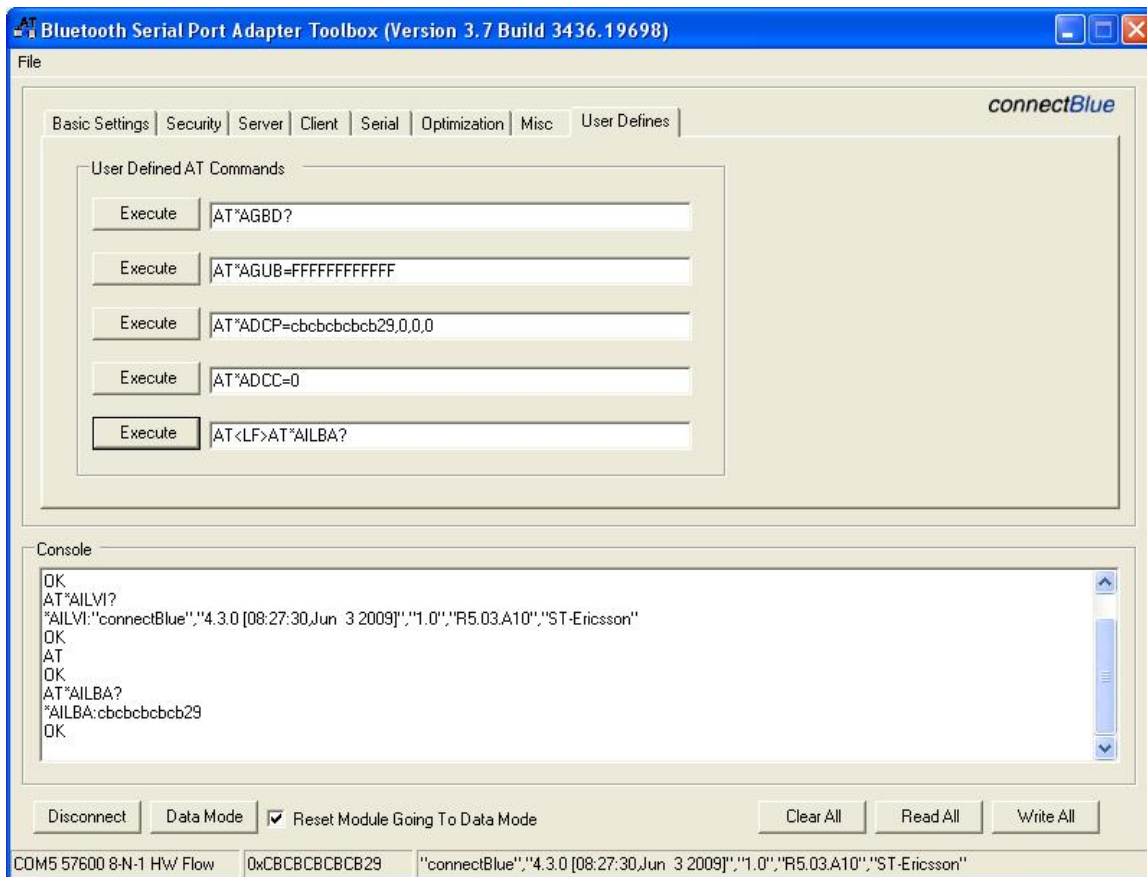 Bluetooth Serial Port Adapter Toolbox (Version 3.7 Build 3436.19698)
File
connectBlue
Basic Settings Security Server Client Serial Optimization Misc User Defines
User Defined AT Commands
Execute AT*AGBD?
Execute AT*AGUB=FFFFFFFFFFFF
Execute AT*ADCP=cbcbcbcbcb29,0,0,0
Execute AT*ADCC=0
Execute AT<LF>AT*AILBA?
Console
OK
AT*AILVI?
*AILVI:"connectBlue","4.3.0 [08:27:30,Jun  3 2009]","1.0","R5.03.A10","ST-Ericsson"
OK
AT
OK
AT*AILBA?
*AILBA:cbcbcbcbcb29
OK
Disconnect Data Mode Reset Module Going To Data Mode Clear All Read All Write All
COM5 57600 8-N-1 HW Flow 0xCBCBCBCBCB29 "connectBlue","4.3.0 [08:27:30,Jun  3 2009]","1.0","R5.03.A10","ST-Ericsson"